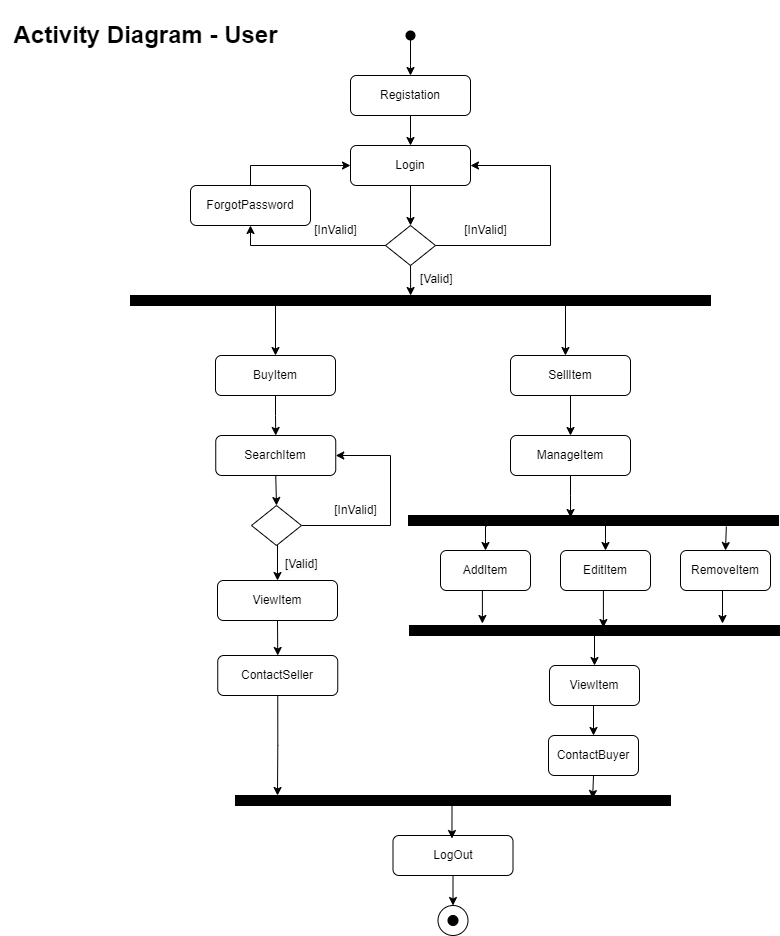 Activity Diagram - User
Registation
Login
ForgotPassword
[InValid]
[InValid]
[Valid]
BuyItem
SellItem
SearchItem
ManageItem
[InValid]
[Valid]
AddItem
EditItem
RemoveItem
ViewItem
ContactSeller
ViewItem
ContactBuyer
LogOut